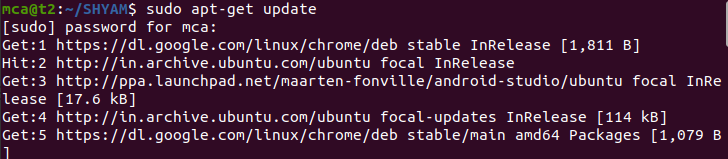 mca@t2:~/SHYAM$ sudo apt-get update
[sudo] password for mca:
Get:1 https://dl.google.com/linux/chrome/deb stable InRelease [1,811 B]
Hit:2 http://in.archive.ubuntu.com/ubuntu focal InRelease
Get:3 http://ppa.launchpad.net/maarten-fonville/android-studio/ubuntu focal InRe
lease [17.6 kB]
Get:4 http://in.archive.ubuntu.com/ubuntu focal-updates InRelease [114 kB]
Get:5 https://dl.google.com/linux/chrome/deb stable/main amd64 Packages [1,079 B
]